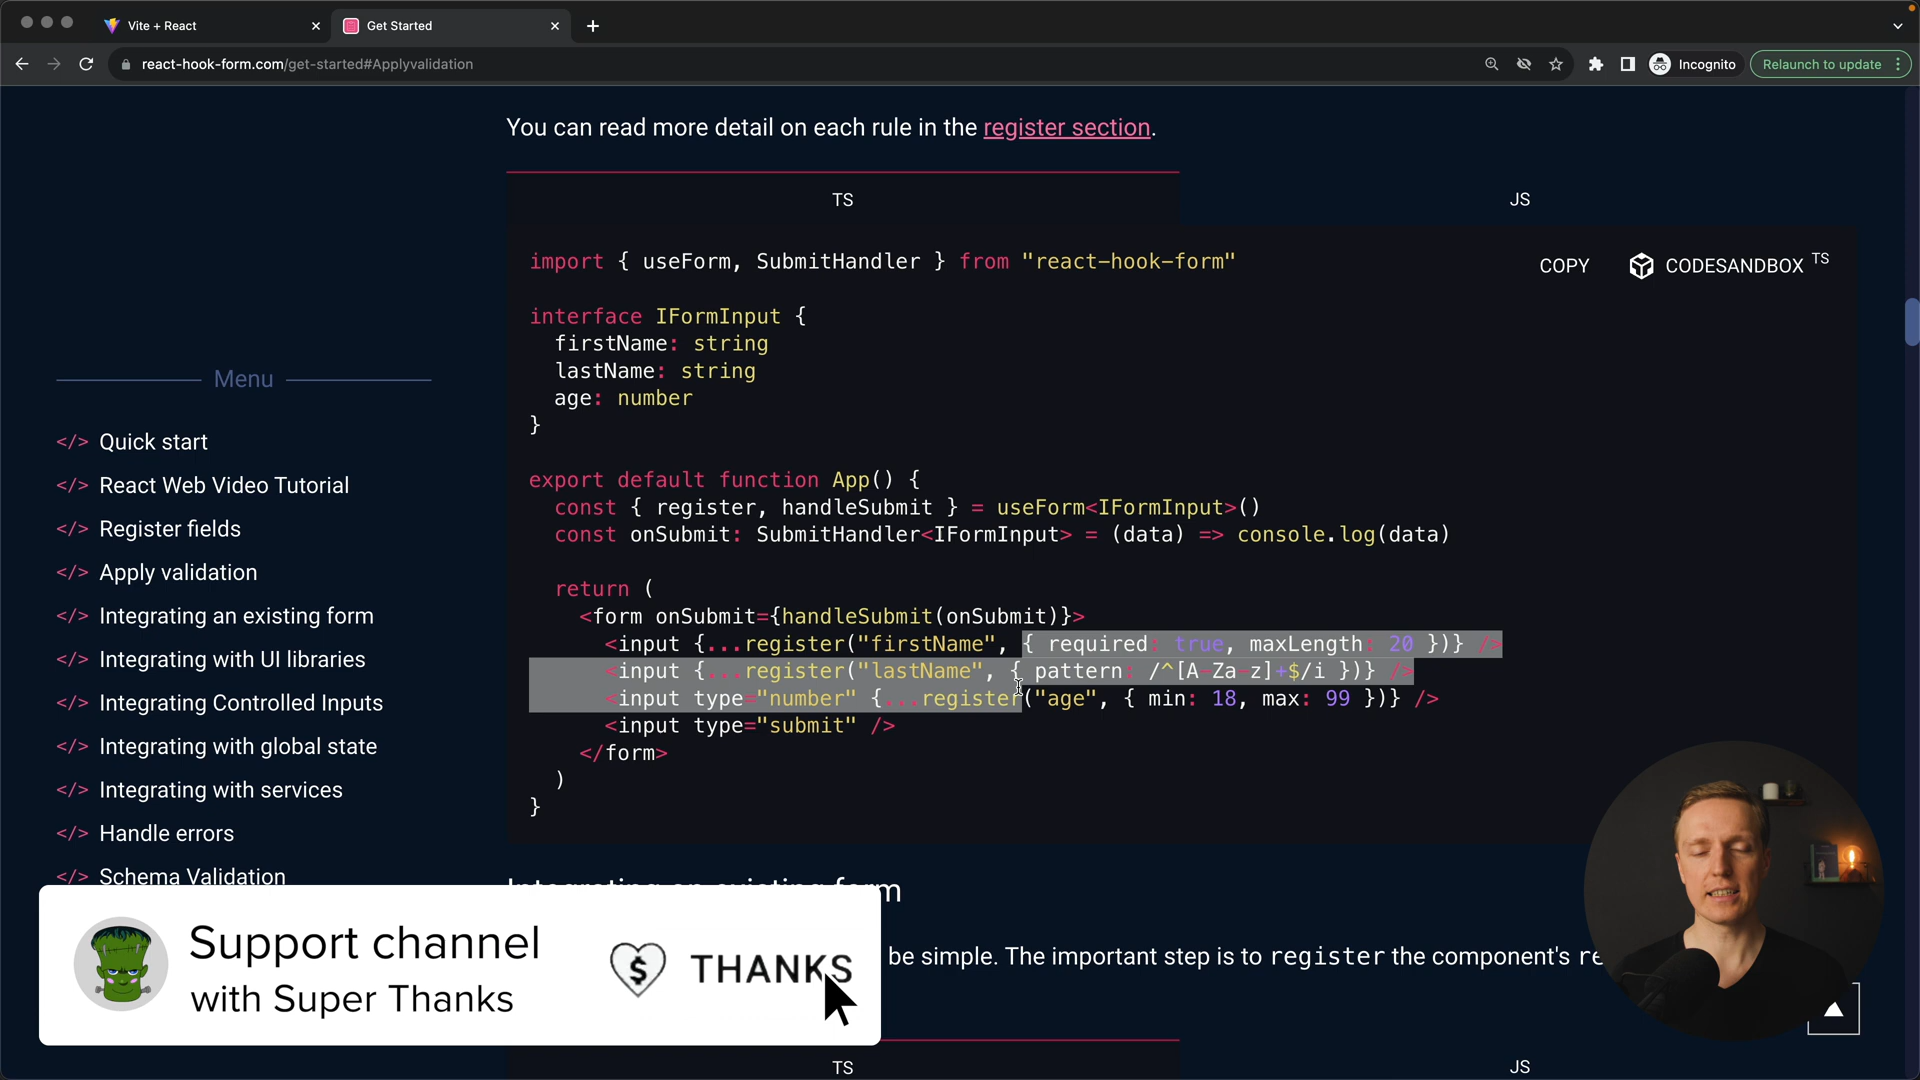 Vite + React
Get Started
react-hook-form.com/get-started#Applyvalidation
Incognito
Relaunch to update
You can read more detail on each rule in the register section.
TS
JS
import { useForm, SubmitHandler } from "react-hook-form"
COPY
CODESANDBOX TS
interface IFormInput {
firstName: string
lastName: string
age: number
}
export default function App() {
const { register, handleSubmit } = useForm<IFormInput>()
const onSubmit: SubmitHandler<IFormInput> = (data) => console.log(data)
return (
<form onSubmit={handleSubmit(onSubmit)}>
<input {...register("firstName", { required: true, maxLength: 20 })} />
<input {...register("lastName", { pattern: /^[A-Za-z]+$/i })} />
<input type="number" {...register("age", { min: 18, max: 99 })} />
<input type="submit" />
</form>
)
}
Menu
</> Quick start
</> React Web Video Tutorial
</> Register fields
</> Apply validation
</> Integrating an existing form
</> Integrating with UI libraries
</> Integrating Controlled Inputs
</> Integrating with global state
</> Integrating with services
</> Handle errors
</> Schema Validation
Integrating an existing form
be simple. The important step is to register the component's re
Support channel
with Super Thanks
$ THANKS
TS
JS